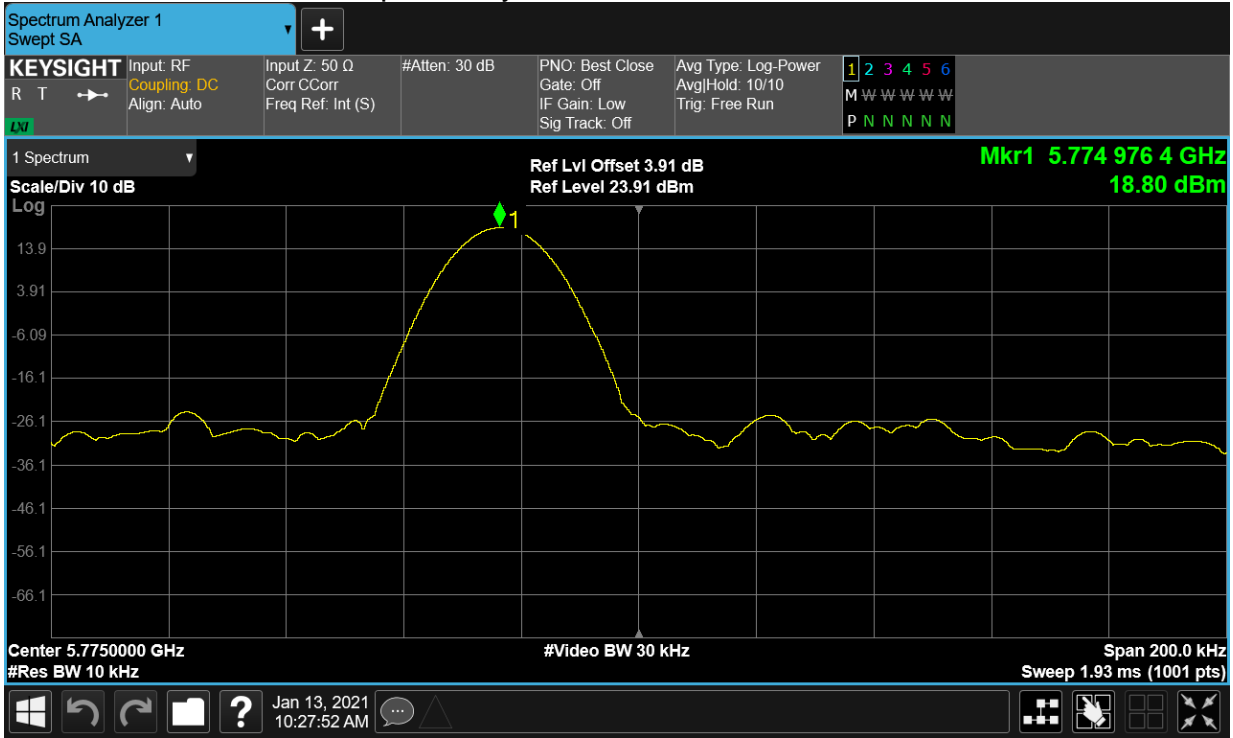 Spectrum Analyzer 1
Swept SA
KEYSIGHT
R T
LXI
Input: RF
Coupling: DC
Align: Auto
Input Z: 50 Ω
Corr CCorr
Freq Ref: Int (S)
#Atten: 30 dB
PNO: Best Close
Gate: Off
IF Gain: Low
Sig Track: Off
Avg Type: Log-Power
Avg|Hold: 10/10
Trig: Free Run
1 2 3 4 5 6
M W W W W W
P N N N N N
1 Spectrum
Scale/Div 10 dB
Log
Ref Lvl Offset 3.91 dB
Ref Level 23.91 dBm
Mkr1 5.774 976 4 GHz
18.80 dBm
1
13.9
3.91
-6.09
-16.1
-26.1
-36.1
-46.1
-56.1
-66.1
Center 5.7750000 GHz
#Res BW 10 kHz
#Video BW 30 kHz
Span 200.0 kHz
Sweep 1.93 ms (1001 pts)
?
Jan 13, 2021
10:27:52 AM